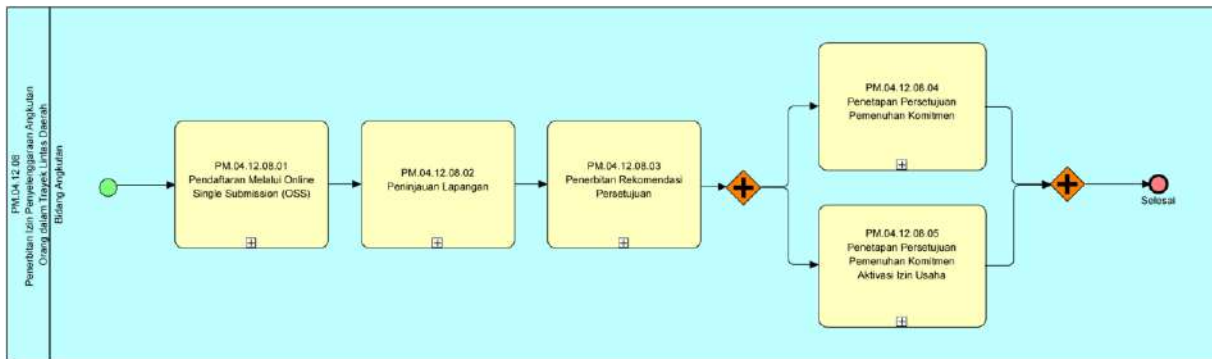 PM.04.12.08
Penerbitan Izin Penyelenggaraan Angkutan
Orang dalam Trayek Lintas Daerah
Bidang Angkutan
PM.04.12.08.01
Pendaftaran Melalui Online
Single Submission (OSS)
PM.04.12.08.02
Peninjauan Lapangan
PM.04.12.08.03
Penerbitan Rekomendasi
Persetujuan
PM.04.12.08.04
Penetapan Persetujuan
Pemenuhan Komitmen
PM.04.12.08.05
Penetapan Persetujuan
Pemenuhan Komitmen
Aktivasi Izin Usaha
Selesai